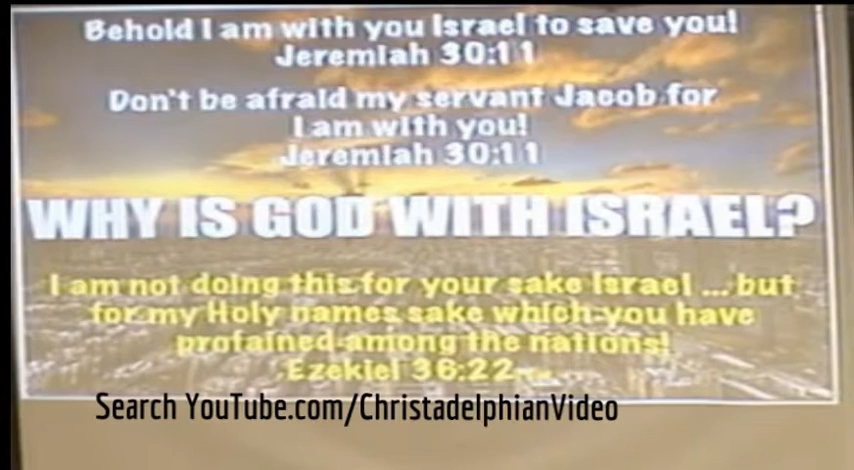 Behold I am with you Israel to save you!
Jeremiah 30:11
Don't be afraid my servant Jacob for
I am with you!
Jeremiah 30:11
WHY IS GOD WITH ISRAEL?
I am not doing this for your sake Israel ... but
for my Holy names sake which you have
profained among the nations!
Ezekiel 36:22
Search YouTube.com/ChristadelphianVideo